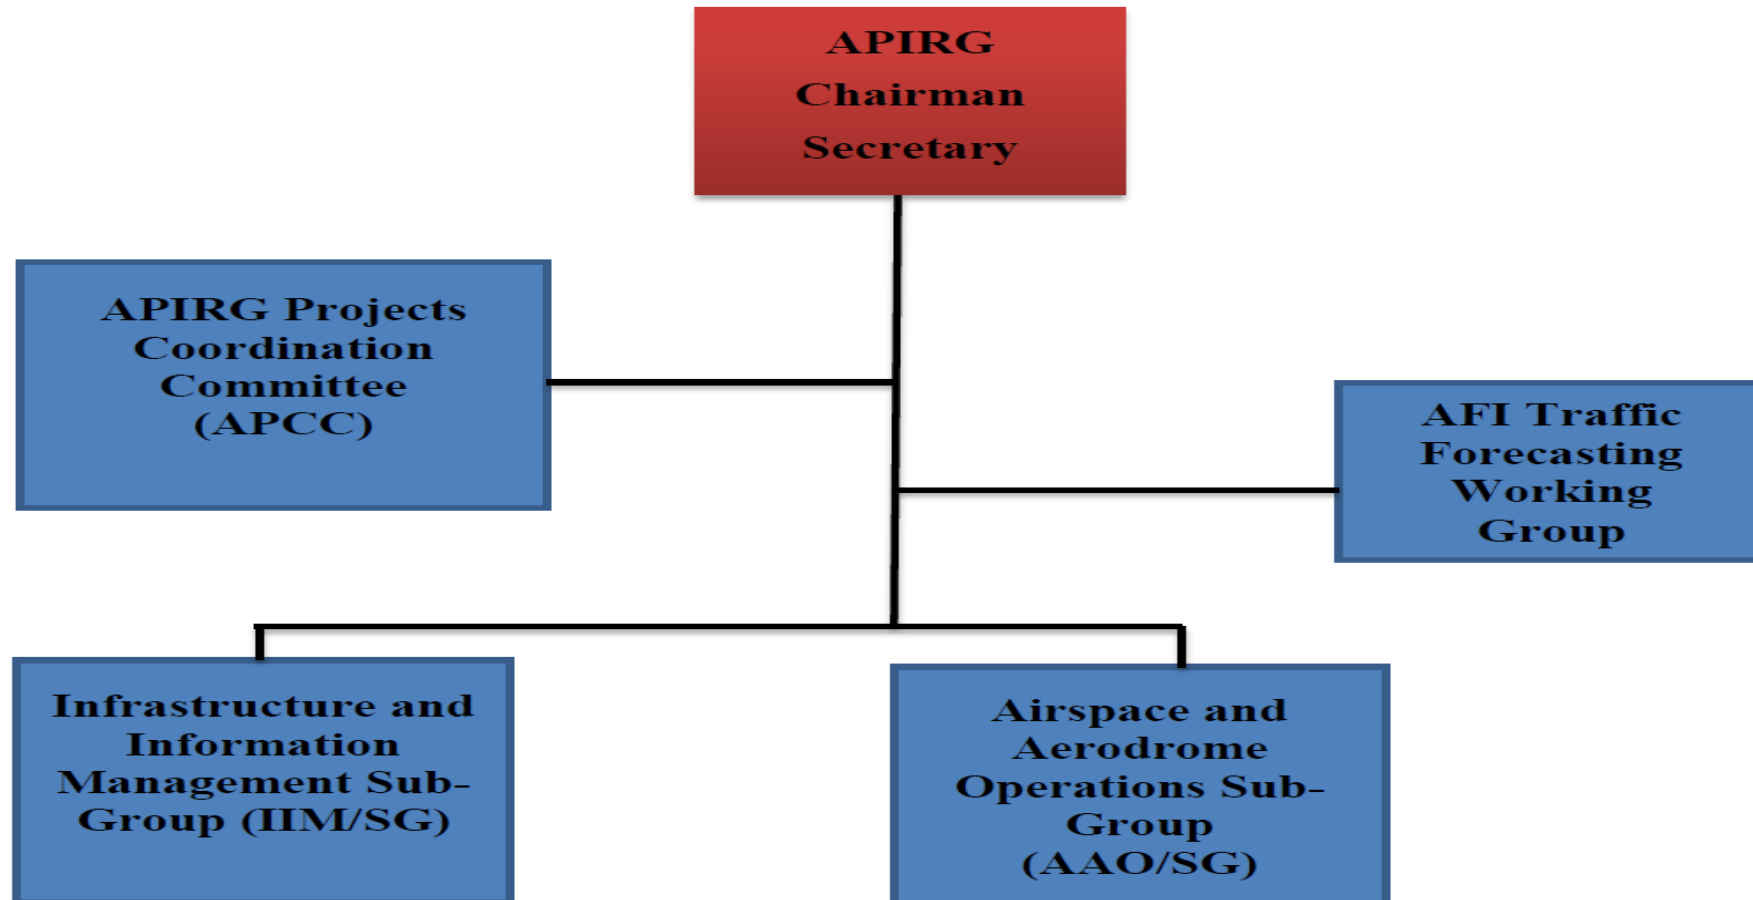 APIRG
Chairman
Secretary
APIRG Projects
Coordination
Committee
(APCC)
AFI Traffic
Forecasting
Working
Group
Infrastructure and
Information
Management Sub-
Group (IIM/SG)
Airspace and
Aerodrome
Operations Sub-
Group
(AAO/SG)